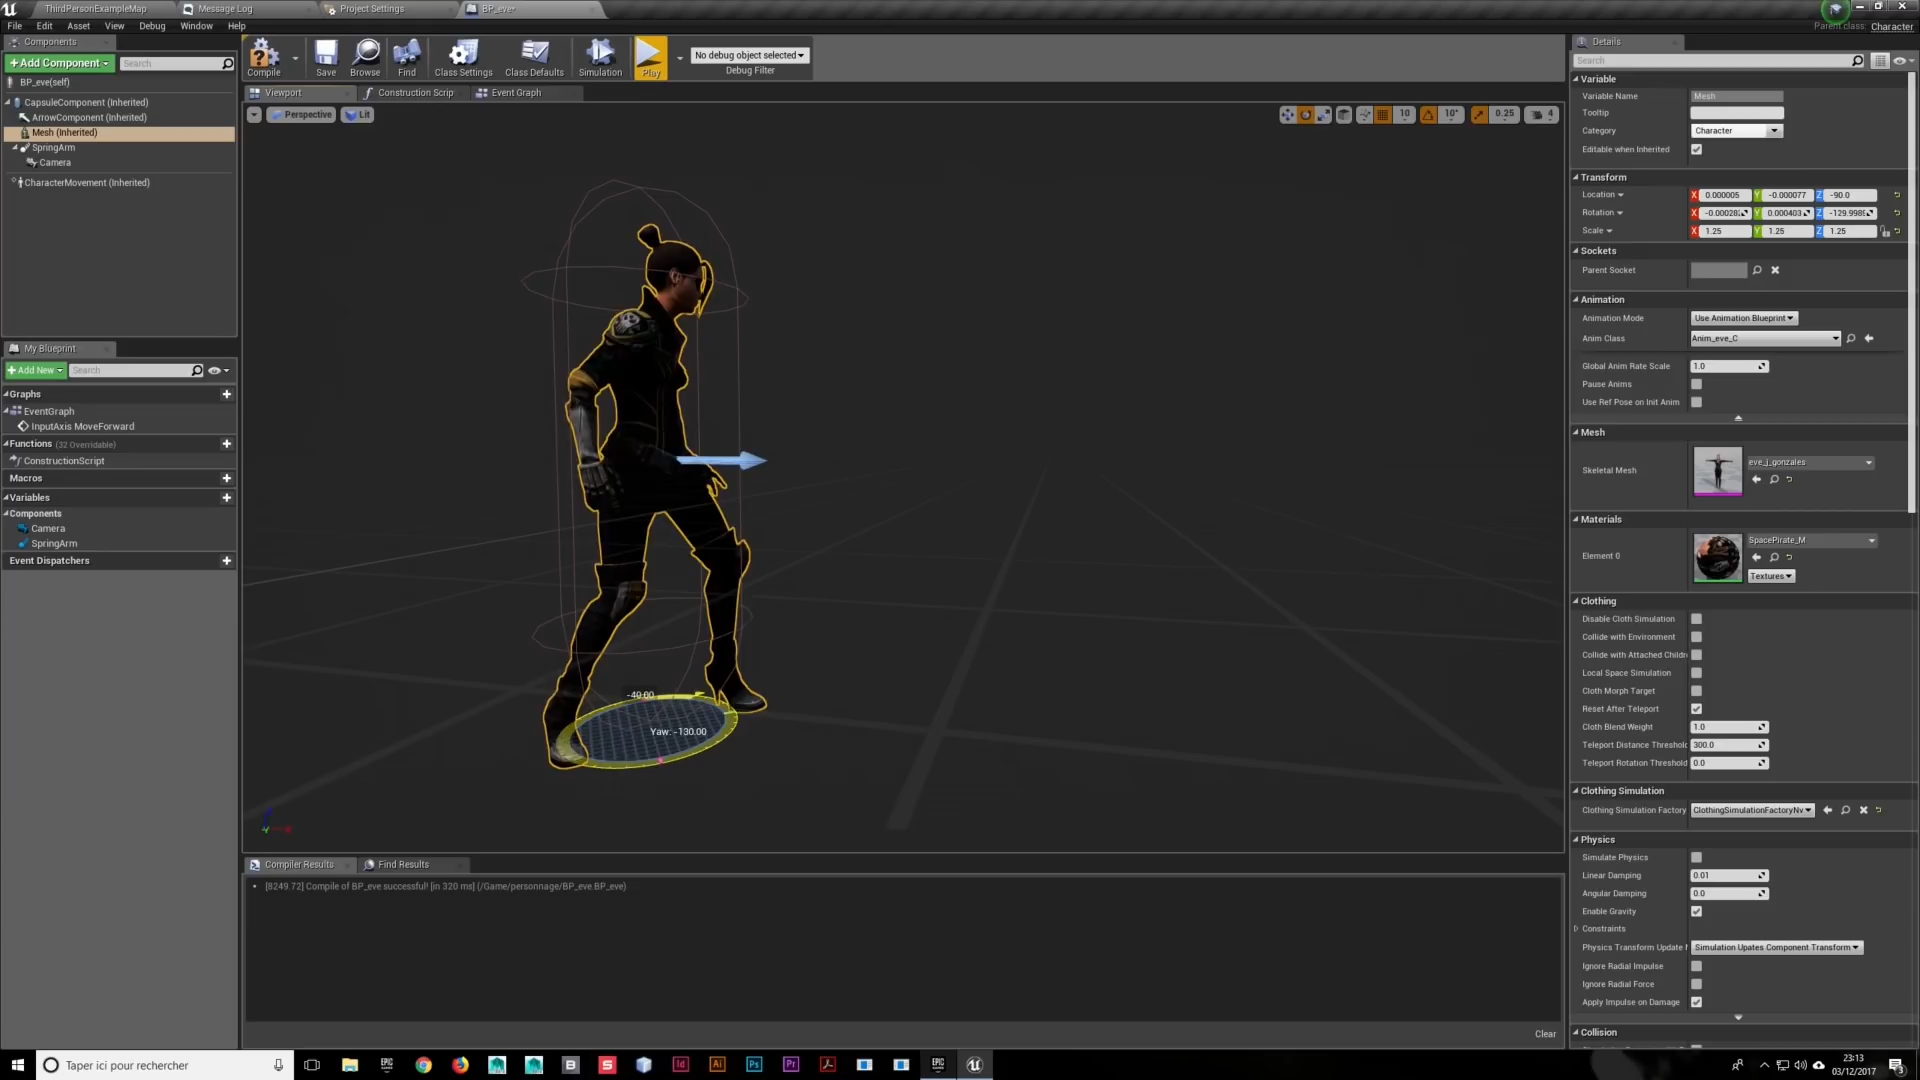 ThirdPersonExampleMap
Message Log
Project Settings
BP_eve*
File Edit Asset View Debug Window Help
Parent class: Character
Components
+Add Component
Search
BP_eve(self)
CapsuleComponent (Inherited)
ArrowComponent (Inherited)
Mesh (Inherited)
SpringArm
Camera
CharacterMovement (Inherited)
My Blueprint
+Add New
Search
Graphs
EventGraph
InputAxis MoveForward
Functions (32 Overridable)
ConstructionScript
Macros
Variables
Components
Camera
SpringArm
Event Dispatchers
Compile
Save
Browse
Find
Class Settings
Class Defaults
Simulation
Play
No debug object selected
Debug Filter
Viewport
Construction Scrip
Event Graph
Perspective
Lit
10
10°
0.25
4
-40.00
Yaw: -130.00
Compiler Results
Find Results
[8249.72] Compile of BP_eve successful! [in 320 ms] (/Game/personnage/BP_eve.BP_eve)
Clear
Details
Search
Variable
Variable Name Mesh
Tooltip
Category Character
Editable when Inherited
Transform
Location X 0.000005 Y -0.000077 Z -90.0
Rotation X Y 0.000403 Z
Scale X 1.25 Y 1.25 Z 1.25
Sockets
Parent Socket
Animation
Animation Mode Use Animation Blueprint
Anim Class Anim_eve_C
Global Anim Rate Scale 1.0
Pause Anims
Use Ref Pose on Init Anim
Mesh
Skeletal Mesh eve_j_gonzales
Materials
Element 0 SpacePirate_M
Textures
Clothing
Disable Cloth Simulation
Collide with Environment
Collide with Attached Childr
Local Space Simulation
Cloth Morph Target
Reset After Teleport
Cloth Blend Weight 1.0
Teleport Distance Threshold 300.0
Teleport Rotation Threshold 0.0
Clothing Simulation
Clothing Simulation Factory ClothingSimulationFactoryNv
Physics
Simulate Physics
Linear Damping 0.01
Angular Damping 0.0
Enable Gravity
Constraints
Physics Transform Update Simulation Upates Component Transform
Ignore Radial Impulse
Ignore Radial Force
Apply Impulse on Damage
Collision
Taper ici pour rechercher
EPIC
B
S
Id
Ai
Ps
Pr
EPIC
23:13
03/12/2017
3